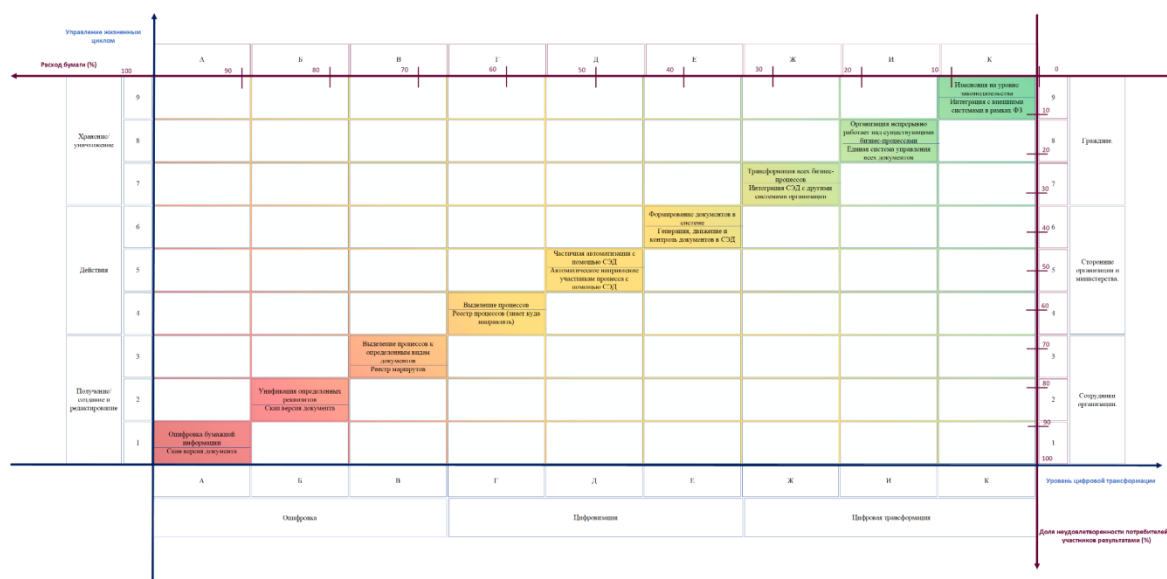 Управление жизненным
циклом
Расход бумаги (%)
А Б В Г Д Е Ж И К
100 90 80 70 60 50 40 30 20 10 0
9
Изменения на уровне
законодательства
Интеграция с внешними
системами в рамках ФЗ
9
10
Хранение/
уничтожение
8
Организация непрерывно
работает над существующими
бизнес-процессами
Единая система управления
всех документов
8
Граждане.
20
7
Трансформация всех бизнес-
процессов
Интеграция СЭД с другими
системами организации
7
30
6
Формирование документов в
системе
Генерация, движение и
контроль документов в СЭД
6
40
Действия
5
Частичная автоматизация с
помощью СЭД
Автоматическое направление
участникам процесса с
помощью СЭД
5
Сторонние
организации и
министерства.
50
4
Выделение процессов
Реестр процессов (знает куда
направлять)
4
60
3
Выделение процессов к
определенным видам
документов
Реестр маршрутов
3
70
Получение/
создание и
редактирование
2
Унификация определенных
реквизитов
Скан версия документа
2
Сотрудники
организации.
80
1
Оцифровка бумажной
информации
Скан версия документа
1
90
100
А Б В Г Д Е Ж И К
Уровень цифровой трансформации
Оцифровка Цифровизация Цифровая трансформация
Доля неудовлетворенности потребителей/
участников результатами (%)